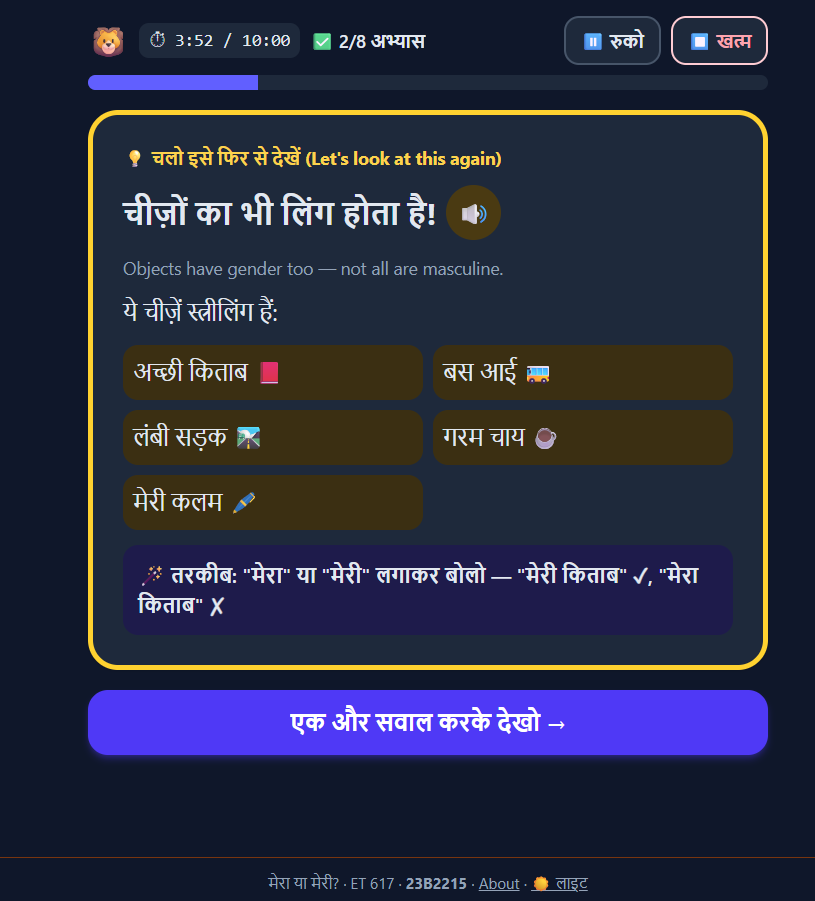 ⏱ 3:52 / 10:00 ✅ 2/8 अभ्यास ⏸ रुको ⏹ खत्म
💡 चलो इसे फिर से देखें (Let's look at this again)
चीज़ों का भी लिंग होता है! 🔊
Objects have gender too — not all are masculine.
ये चीज़ें स्त्रीलिंग हैं:
अच्छी किताब 📕 बस आई 🚌
लंबी सड़क 🛣️ गरम चाय ☕
मेरी कलम 🖊️
🪄 तरकीब: "मेरा" या "मेरी" लगाकर बोलो — "मेरी किताब" ✓, "मेरा
किताब" ✗
एक और सवाल करके देखो →
मेरा या मेरी? · ET 617 · 23B2215 · About · 🌼 लाइट